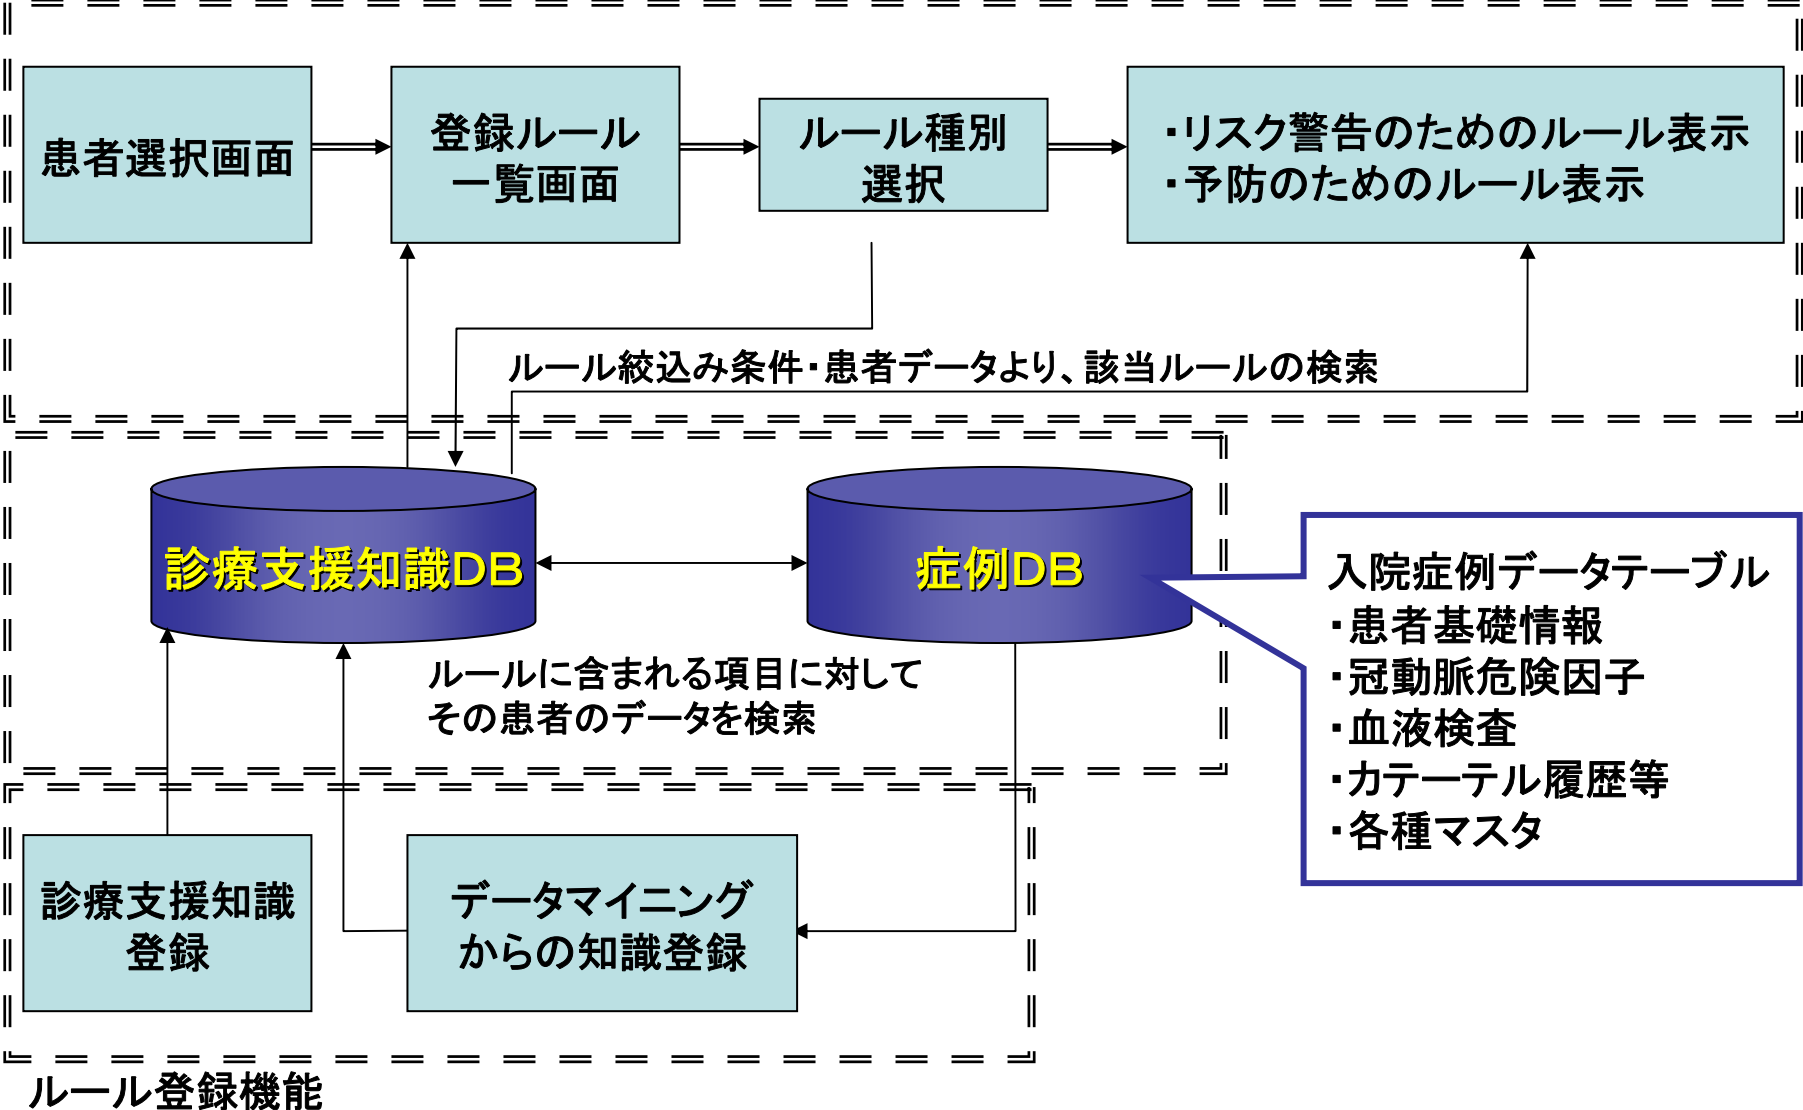 患者選択画面
登録ルール
一覧画面
ルール種別
選択
・リスク警告のためのルール表示
・予防のためのルール表示
ルール絞込み条件・患者データより、該当ルールの検索
診療支援知識DB
症例DB
入院症例データテーブル
・患者基礎情報
・冠動脈危険因子
・血液検査
・カテーテル履歴等
・各種マスタ
ルールに含まれる項目に対して
その患者のデータを検索
診療支援知識
登録
データマイニング
からの知識登録
ルール登録機能